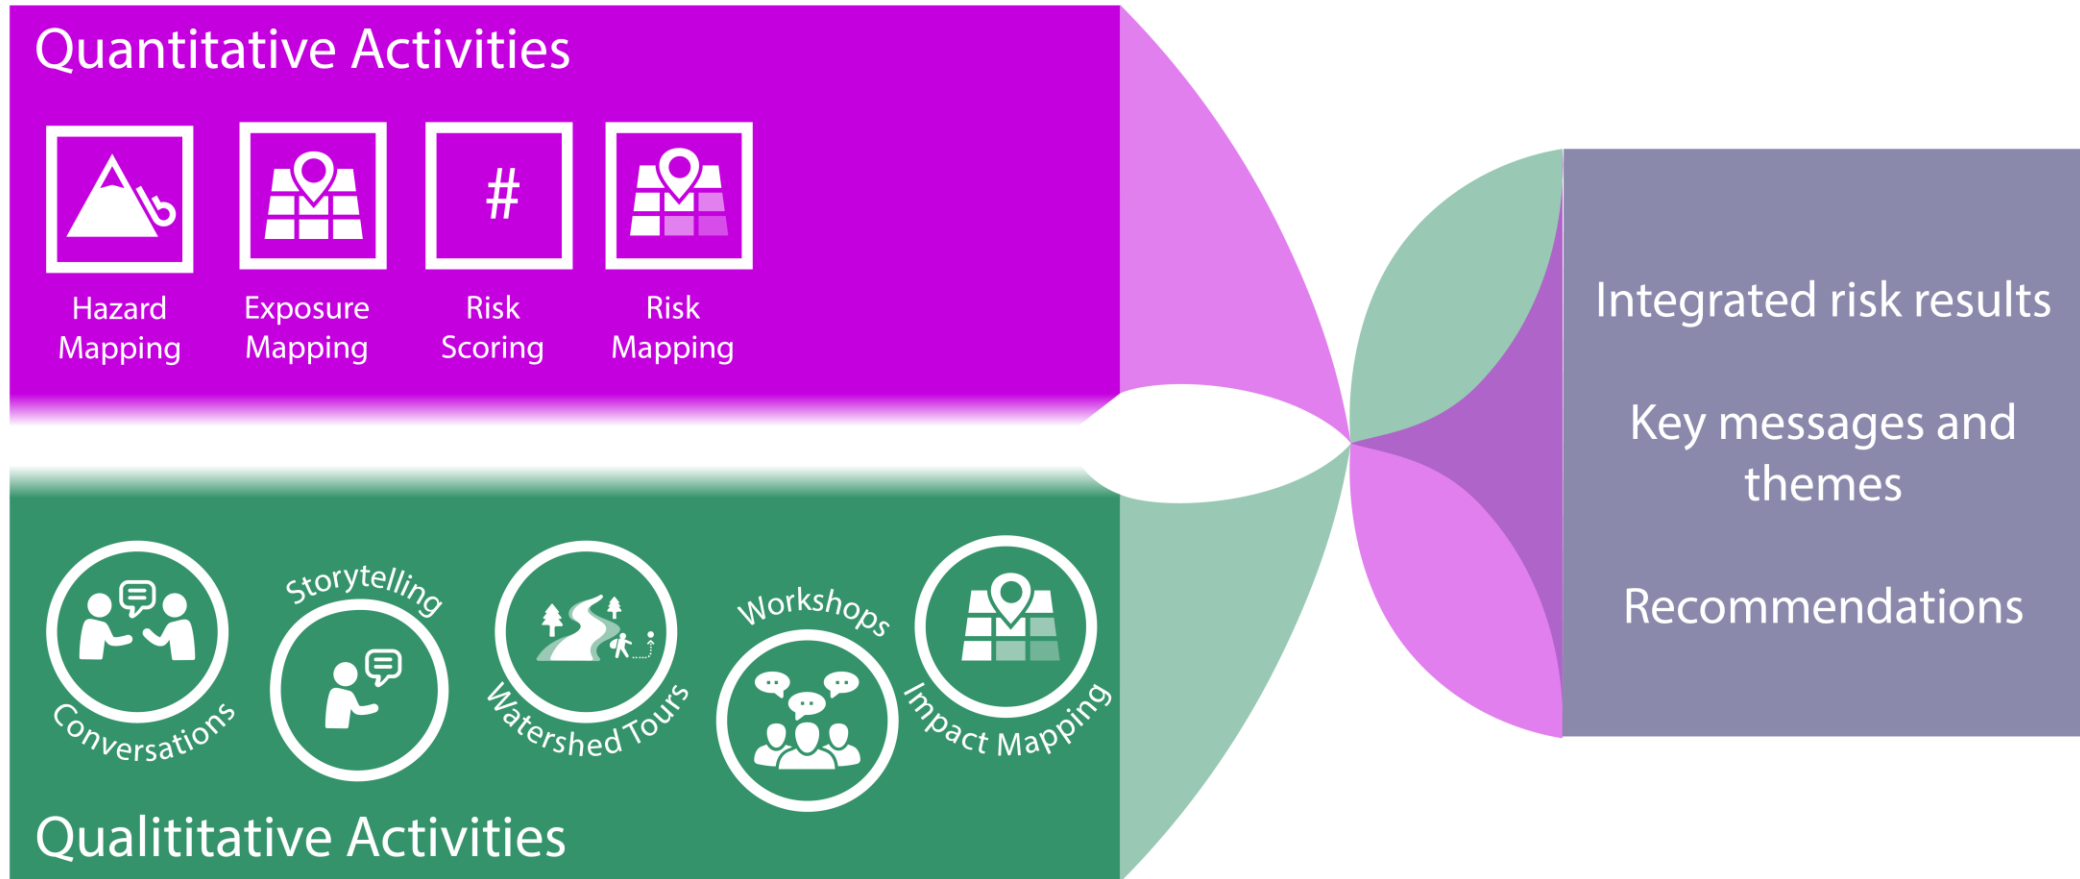 Quantitative Activities
#
Hazard
Mapping
Exposure
Mapping
Risk
Scoring
Risk
Mapping
Conversations
Storytelling
Watershed Tours
Workshops
Impact Mapping
Qualititative Activities
Integrated risk results
Key messages and
themes
Recommendations